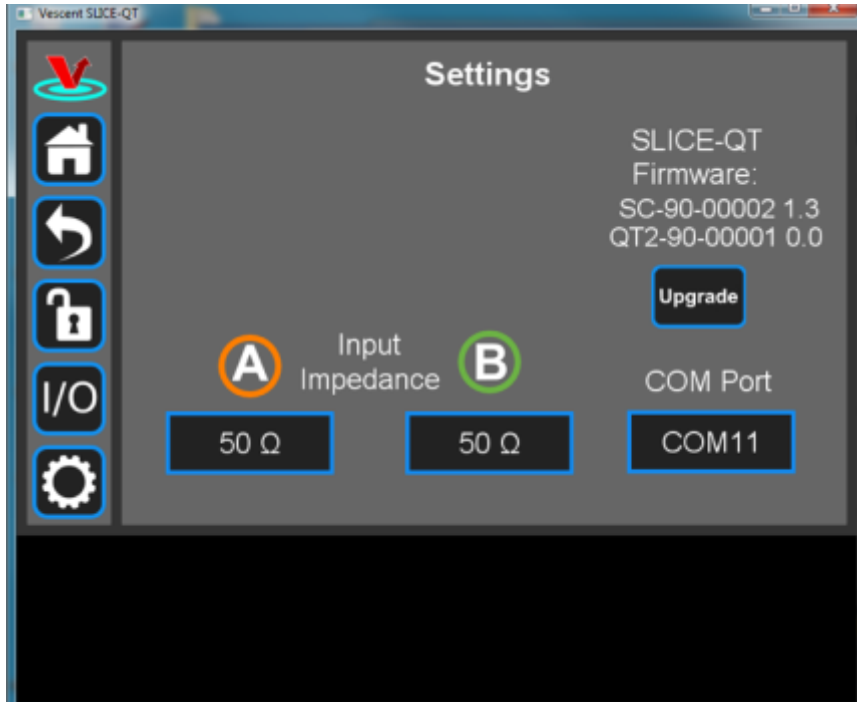 Vescent SLICE-QT
Settings
SLICE-QT
Firmware:
SC-90-00002 1.3
QT2-90-00001 0.0
Upgrade
A
Input
Impedance
B
COM Port
I/O
50 Ω
50 Ω
COM11